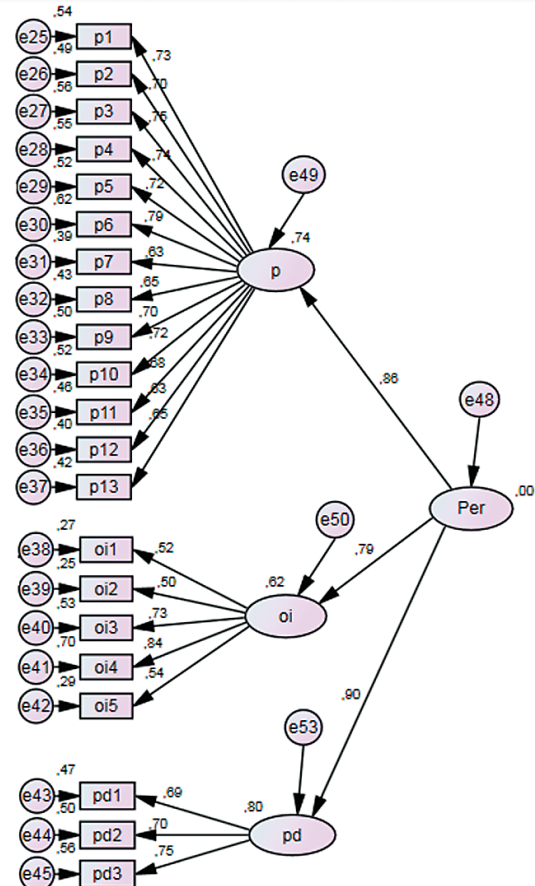 ,54
e25 p1 ,73
,49
e26 p2 ,70
,56
e27 p3 ,75
,55
e28 p4 ,74
,52
e29 p5 ,72
,62
e30 p6 ,79
,39
e31 p7 ,63
,43
e32 p8 ,65
,50
e33 p9 ,70
,52
e34 p10 ,72
,46
e35 p11 ,68
,40
e36 p12 ,63
,42
e37 p13 ,65
e49
,74
p
,86
e48
Per ,00
,27
e38 oi1 ,52
,25
e39 oi2 ,50
,53
e40 oi3 ,73
,70
e41 oi4 ,84
,29
e42 oi5 ,54
e50
,62
oi
,79
,90
e53
,47
e43 pd1 ,69
,50
e44 pd2 ,70
,56
e45 pd3 ,75
,80
pd